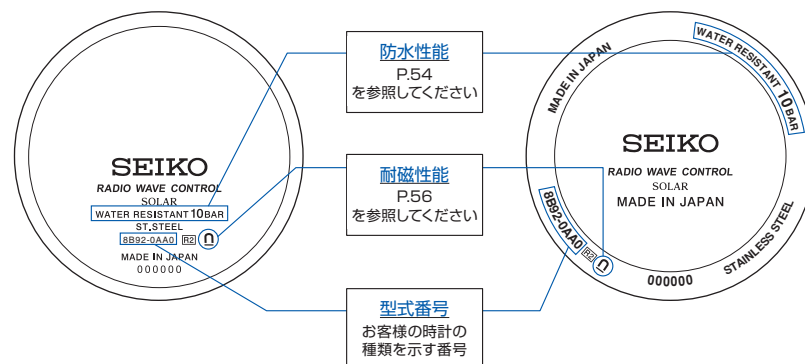 SEIKO
RADIO WAVE CONTROL
SOLAR
WATER RESISTANT 10BAR
ST.STEEL
8B92-0AA0 R2
MADE IN JAPAN
000000
防水性能
P.54
を参照してください
耐磁性能
P.56
を参照してください
型式番号
お客様の時計の
種類を示す番号
MADE IN JAPAN
WATER RESISTANT 10 BAR
SEIKO
RADIO WAVE CONTROL
SOLAR
MADE IN JAPAN
8B92-0AA0 R2
000000
STAINLESS STEEL